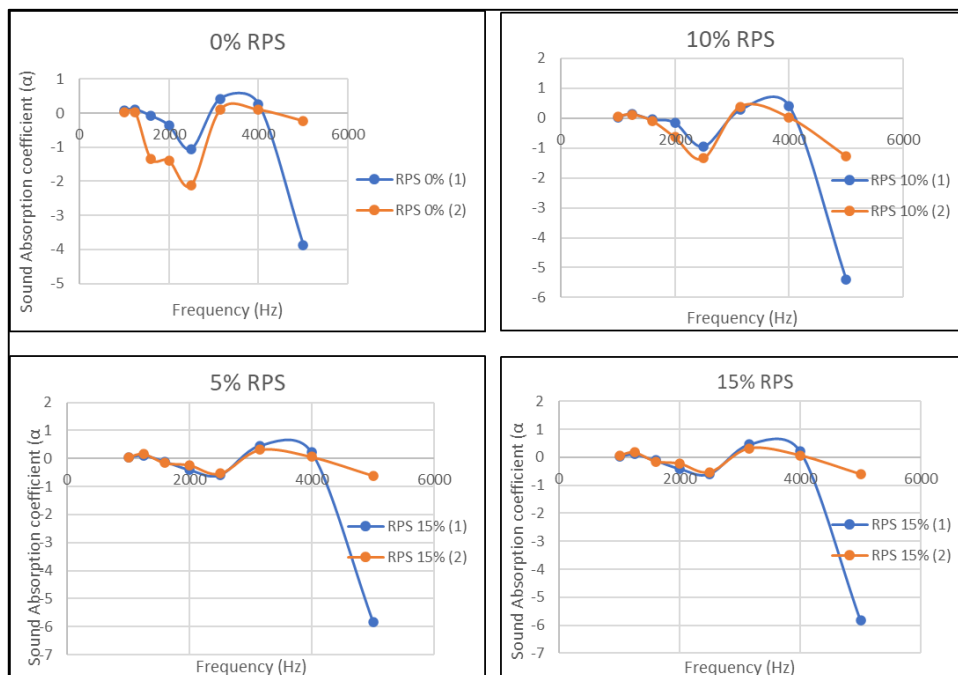 0% RPS
Sound Absorption coefficient (α)
1
0
-1
-2
-3
-4
-5
0
2000
4000
6000
RPS 0% (1)
RPS 0% (2)
Frequency (Hz)
10% RPS
2
1
0
-1
-2
-3
-4
-5
-6
0
2000
4000
6000
RPS 10% (1)
RPS 10% (2)
Frequency (Hz)
5% RPS
Sound Absorption coefficient (α
2
1
0
-1
-2
-3
-4
-5
-6
-7
0
2000
4000
6000
RPS 15% (1)
RPS 15% (2)
Frequency (Hz)
15% RPS
Sound Absorption coefficient (α
2
1
0
-1
-2
-3
-4
-5
-6
-7
0
2000
4000
6000
RPS 15% (1)
RPS 15% (2)
Frequency (Hz)